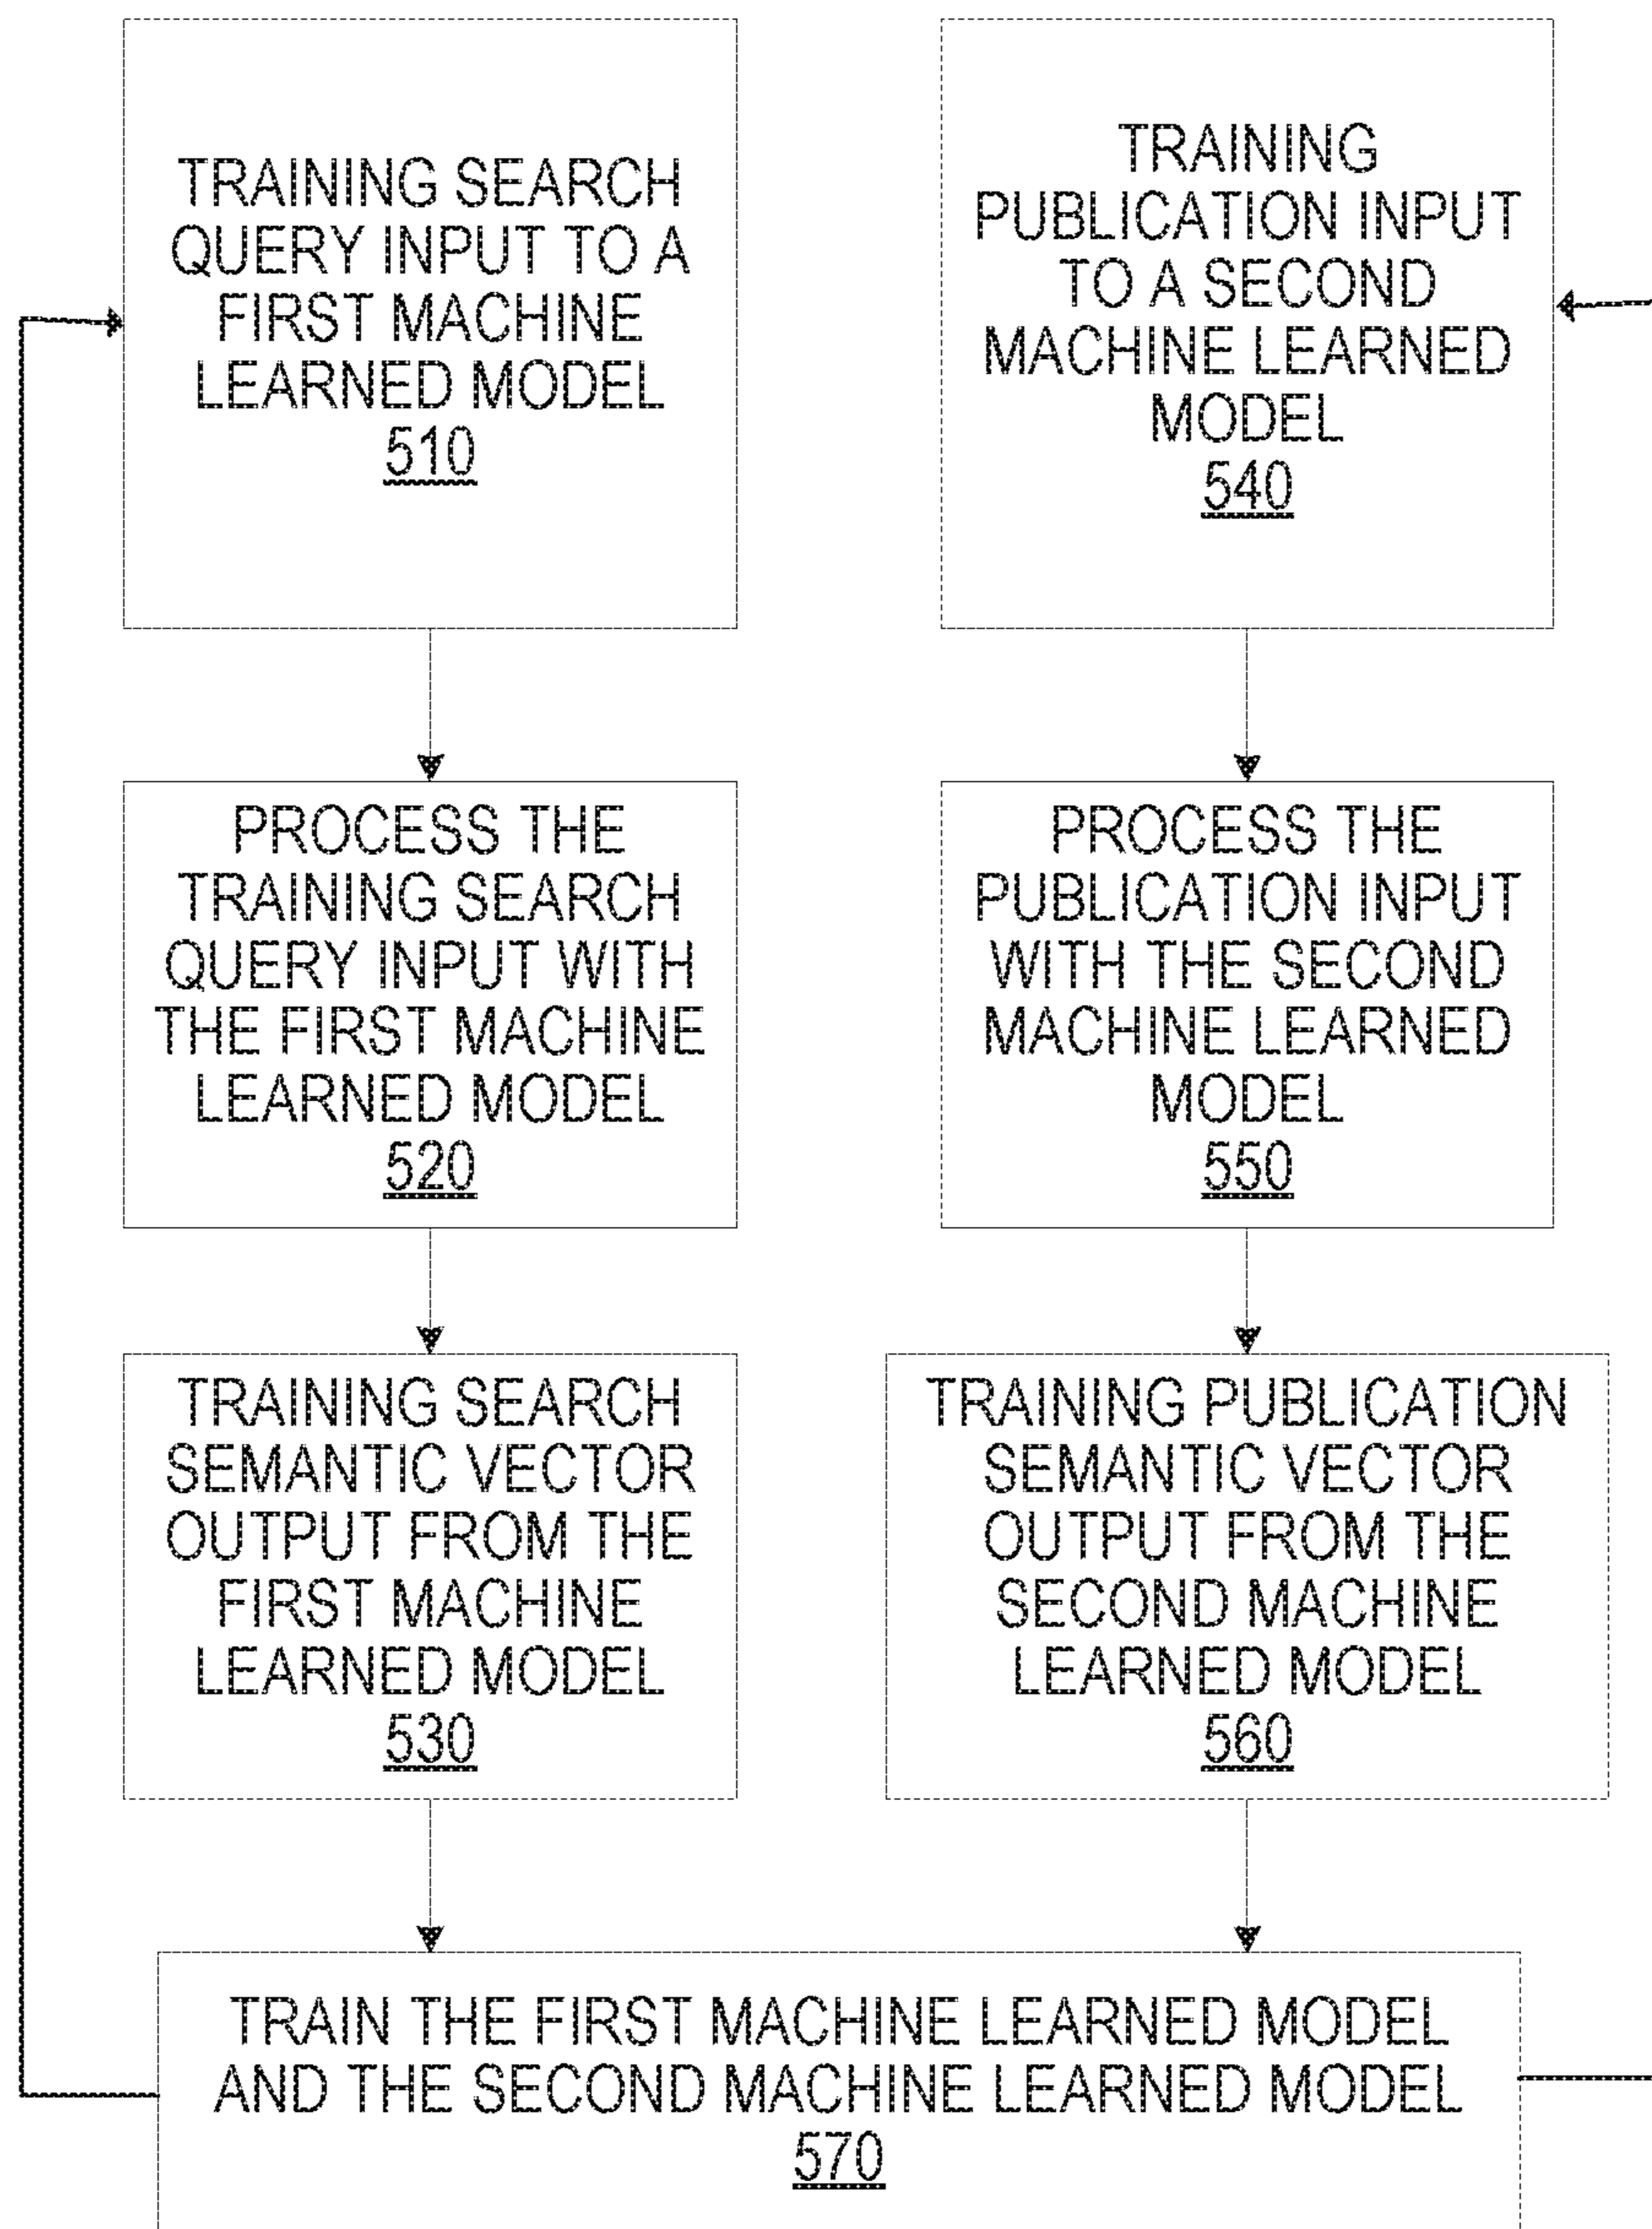 TRAINING SEARCH
QUERY INPUT TO A
FIRST MACHINE
LEARNED MODEL
510
TRAINING
PUBLICATION INPUT
TO A SECOND
MACHINE LEARNED
MODEL
540
PROCESS THE
TRAINING SEARCH
QUERY INPUT WITH
THE FIRST MACHINE
LEARNED MODEL
520
PROCESS THE
PUBLICATION INPUT
WITH THE SECOND
MACHINE LEARNED
MODEL
550
TRAINING SEARCH
SEMANTIC VECTOR
OUTPUT FROM THE
FIRST MACHINE
LEARNED MODEL
530
TRAINING PUBLICATION
SEMANTIC VECTOR
OUTPUT FROM THE
SECOND MACHINE
LEARNED MODEL
560
TRAIN THE FIRST MACHINE LEARNED MODEL
AND THE SECOND MACHINE LEARNED MODEL
570